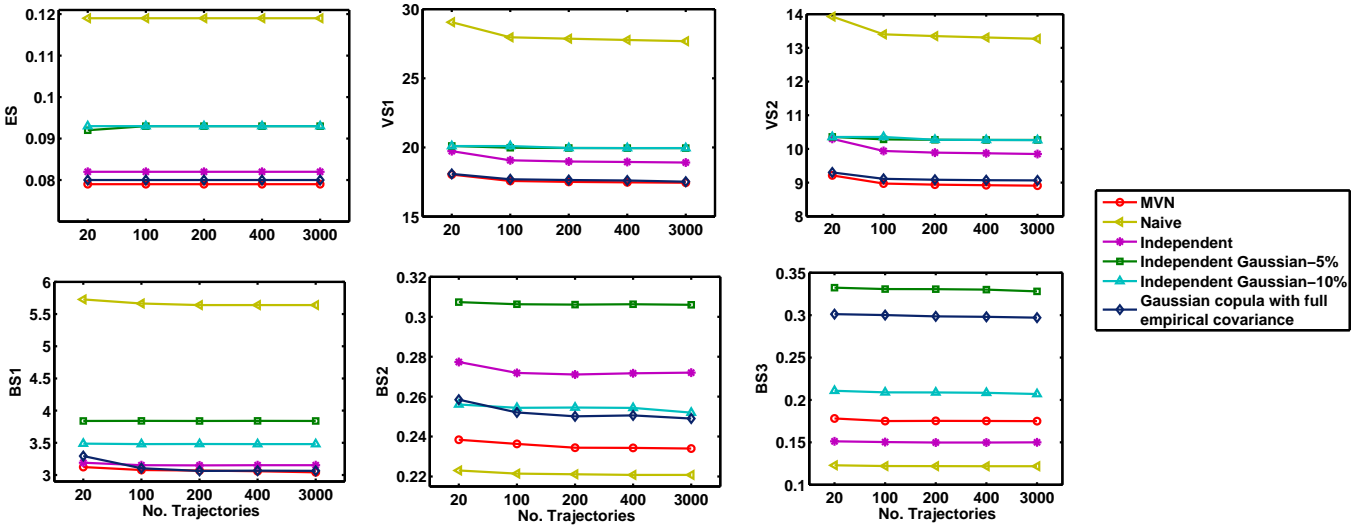 ES
0.12
0.11
0.1
0.09
0.08
20 100 200 400 3000
VS1
30
25
20
15
20 100 200 400 3000
VS2
14
13
12
11
10
9
8
20 100 200 400 3000
MVN
Naive
Independent
Independent Gaussian−5%
Independent Gaussian−10%
Gaussian copula with full
empirical covariance
BS1
6
5.5
5
4.5
4
3.5
3
20 100 200 400 3000
No. Trajectories
BS2
0.32
0.3
0.28
0.26
0.24
0.22
20 100 200 400 3000
No. Trajectories
BS3
0.35
0.3
0.25
0.2
0.15
0.1
20 100 200 400 3000
No. Trajectories